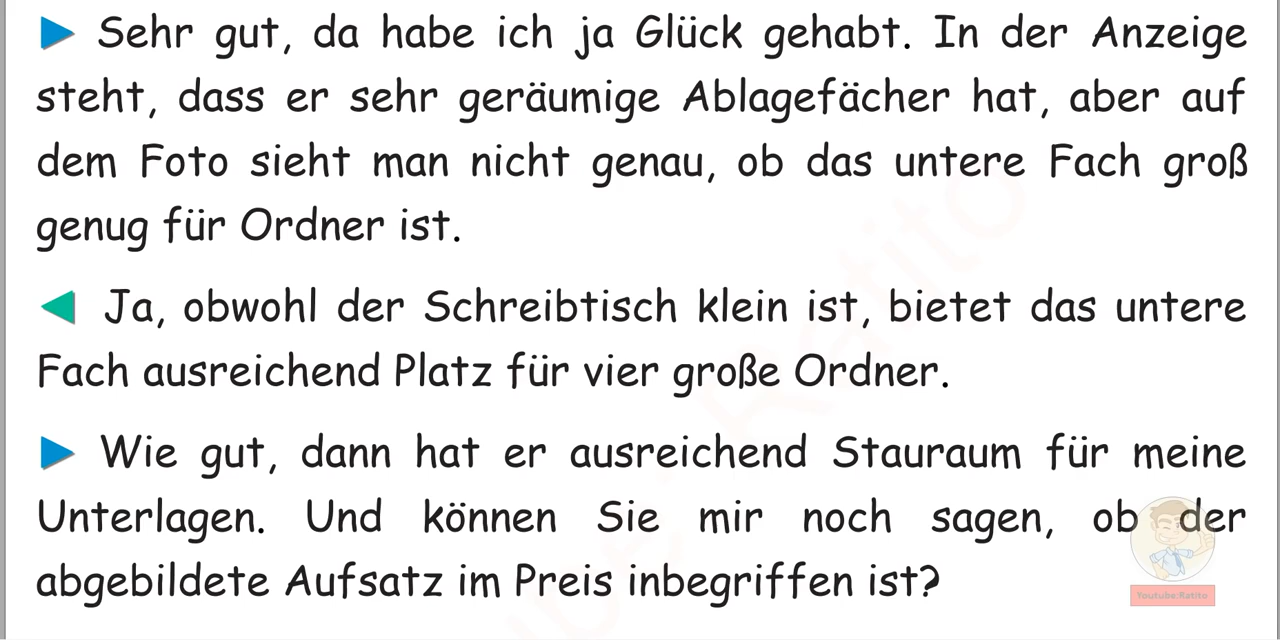 Sehr gut, da habe ich ja Glück gehabt. In der Anzeige
steht, dass er sehr geräumige Ablagefächer hat, aber auf
dem Foto sieht man nicht genau, ob das untere Fach groß
genug für Ordner ist.
Ja, obwohl der Schreibtisch klein ist, bietet das untere
Fach ausreichend Platz für vier große Ordner.
Wie gut, dann hat er ausreichend Stauraum für meine
Unterlagen. Und können Sie mir noch sagen, ob der
abgebildete Aufsatz im Preis inbegriffen ist?
Youtube:Ratito